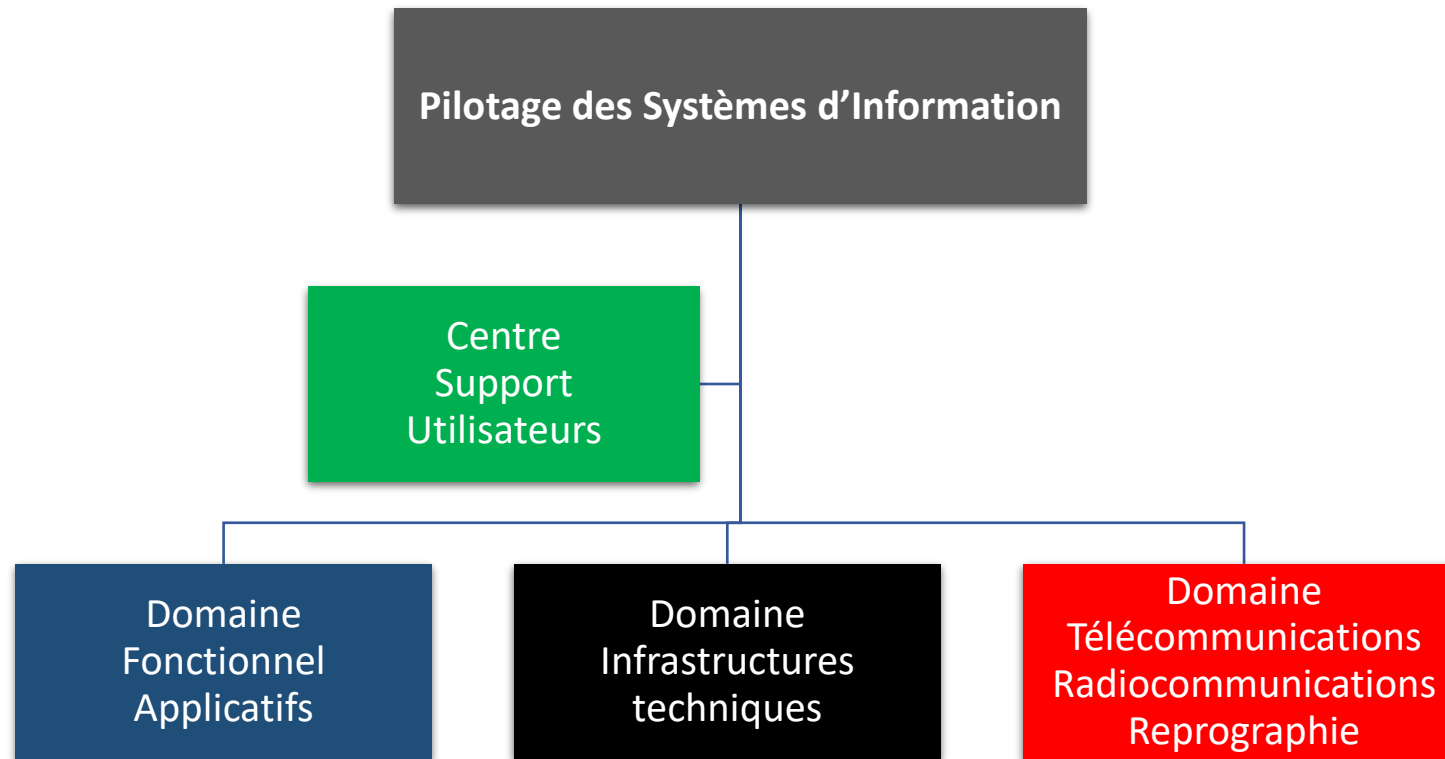 Pilotage des Systèmes d’Information
Centre
Support
Utilisateurs
Domaine
Fonctionnel
Applicatifs
Domaine
Infrastructures
techniques
Domaine
Télécommunications
Radiocommunications
Reprographie